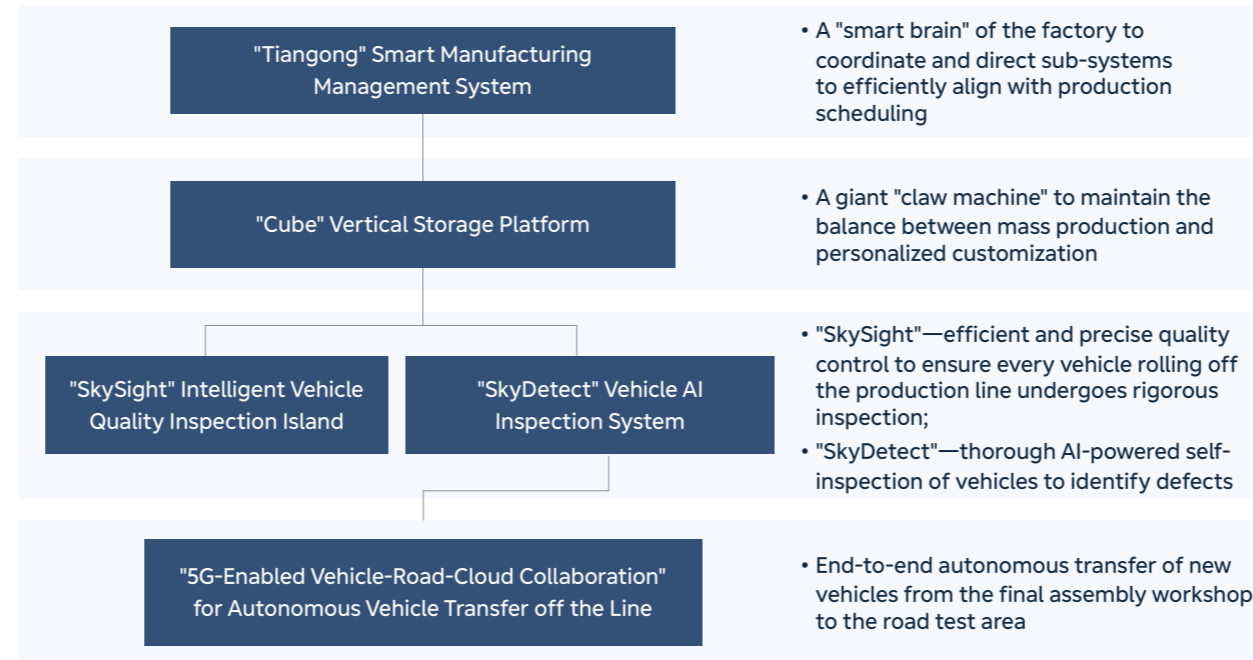 "Tiangong" Smart Manufacturing
Management System
• A "smart brain" of the factory to
coordinate and direct sub-systems
to efficiently align with production
scheduling
"Cube" Vertical Storage Platform
• A giant "claw machine" to maintain the
balance between mass production and
personalized customization
"SkySight" Intelligent Vehicle
Quality Inspection Island
"SkyDetect" Vehicle AI
Inspection System
• "SkySight"—efficient and precise quality
control to ensure every vehicle rolling off
the production line undergoes rigorous
inspection;
• "SkyDetect"—thorough AI-powered self-
inspection of vehicles to identify defects
"5G-Enabled Vehicle-Road-Cloud Collaboration"
for Autonomous Vehicle Transfer off the Line
• End-to-end autonomous transfer of new
vehicles from the final assembly workshop
to the road test area